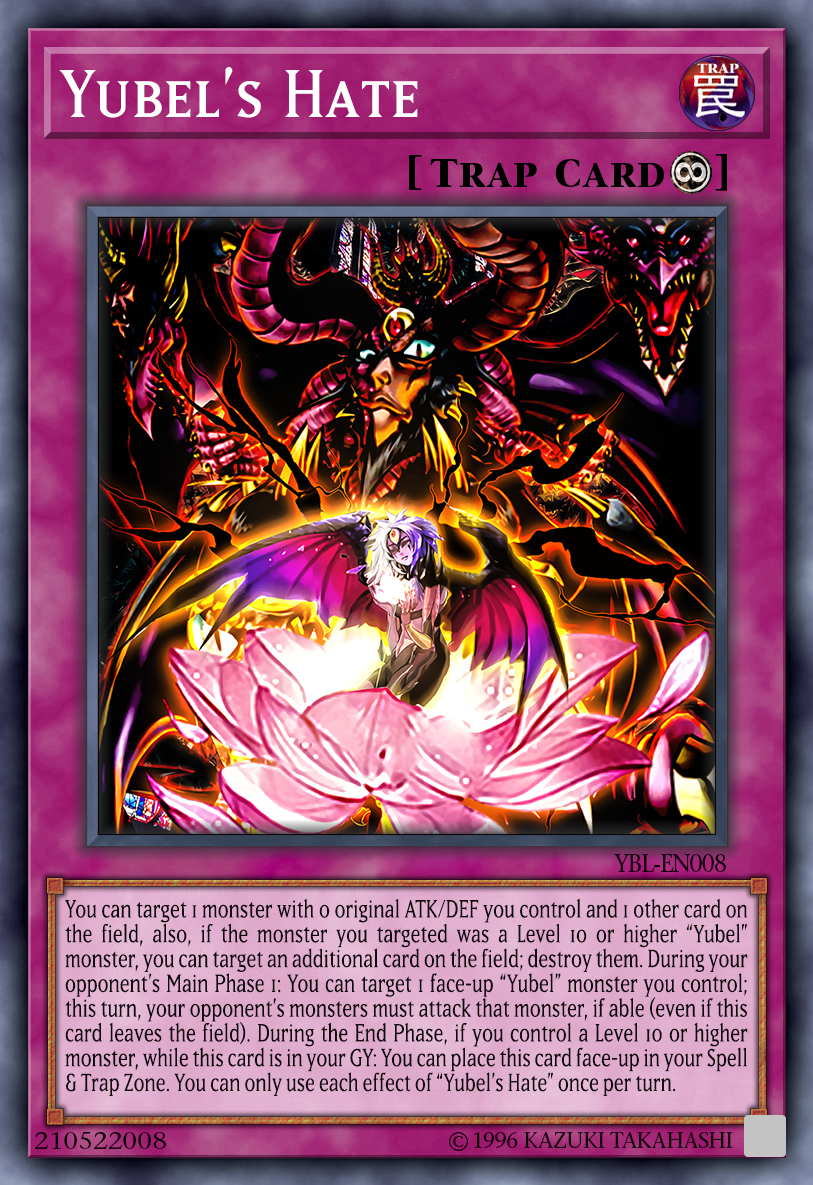 Yubel's Hate
TRAP
罠
[Trap Card♾]
YBL-EN008
You can target 1 monster with 0 original ATK/DEF you control and 1 other card on
the field, also, if the monster you targeted was a Level 10 or higher “Yubel”
monster, you can target an additional card on the field; destroy them. During your
opponent’s Main Phase 1: You can target 1 face-up “Yubel” monster you control;
this turn, your opponent’s monsters must attack that monster, if able (even if this
card leaves the field). During the End Phase, if you control a Level 10 or higher
monster, while this card is in your GY: You can place this card face-up in your Spell
& Trap Zone. You can only use each effect of “Yubel’s Hate” once per turn.
210522008
© 1996 KAZUKI TAKAHASHI